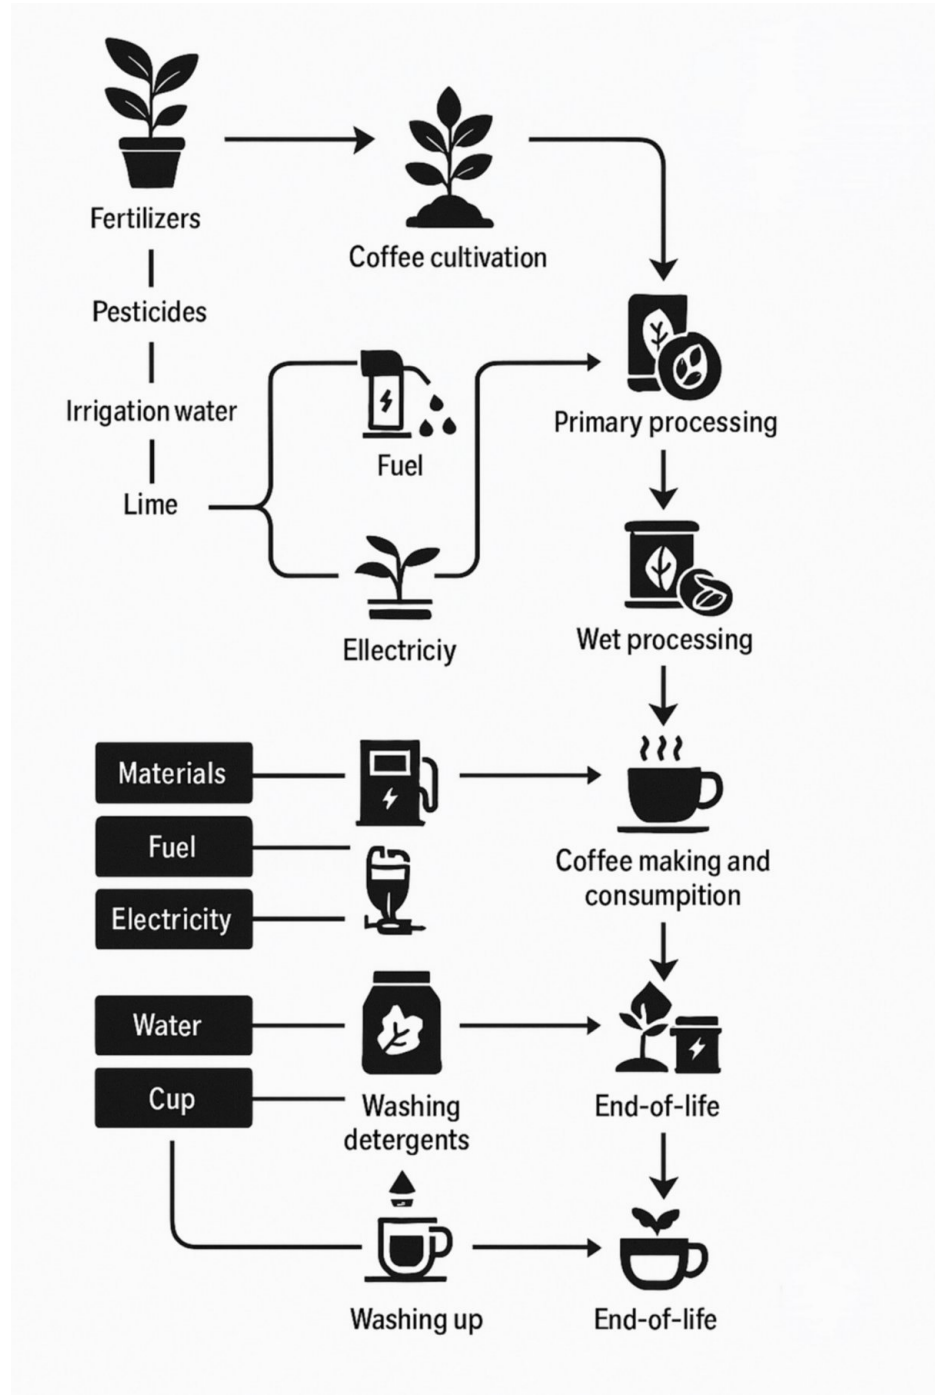 Fertilizers
Coffee cultivation
Pesticides
Irrigation water
Lime
Fuel
Ellectriciy
Primary processing
Wet processing
Materials
Fuel
Electricity
Coffee making and
consumpition
Water
Cup
Washing
detergents
End-of-life
Washing up
End-of-life